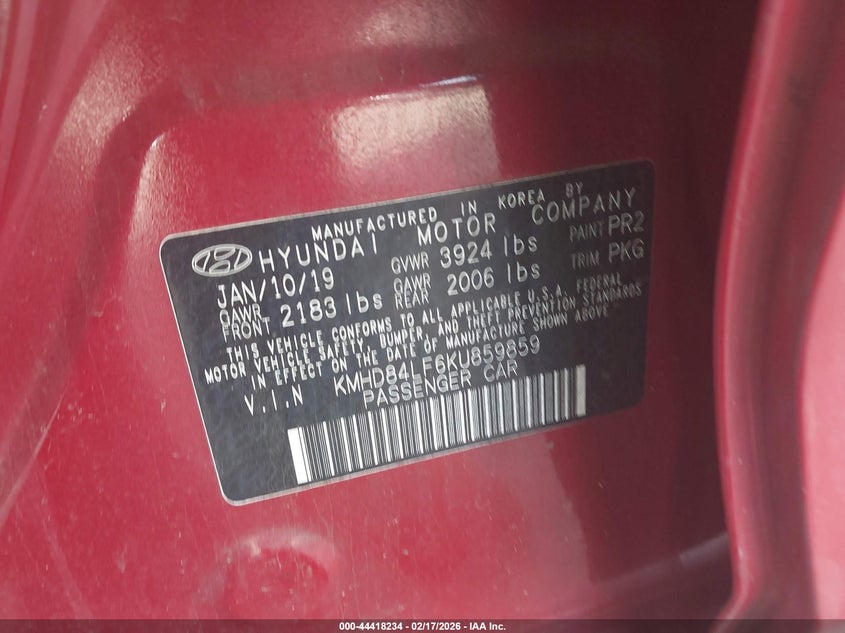 MANUFACTURED IN KOREA BY
HYUNDAI MOTOR COMPANY
JAN/10/19 GVWR 3924 lbs PAINT PR2
GAWR FRONT 2183 lbs GAWR REAR 2006 lbs TRIM PKG
THIS VEHICLE CONFORMS TO ALL APPLICABLE U.S.A. FEDERAL
MOTOR VEHICLE SAFETY, BUMPER, AND THEFT PREVENTION STANDARDS
IN EFFECT ON THE DATE OF MANUFACTURE SHOWN ABOVE
V.I.N KMHD84LF6KU859859
PASSENGER CAR
000-44418234 - 02/17/2026 - IAA Inc.